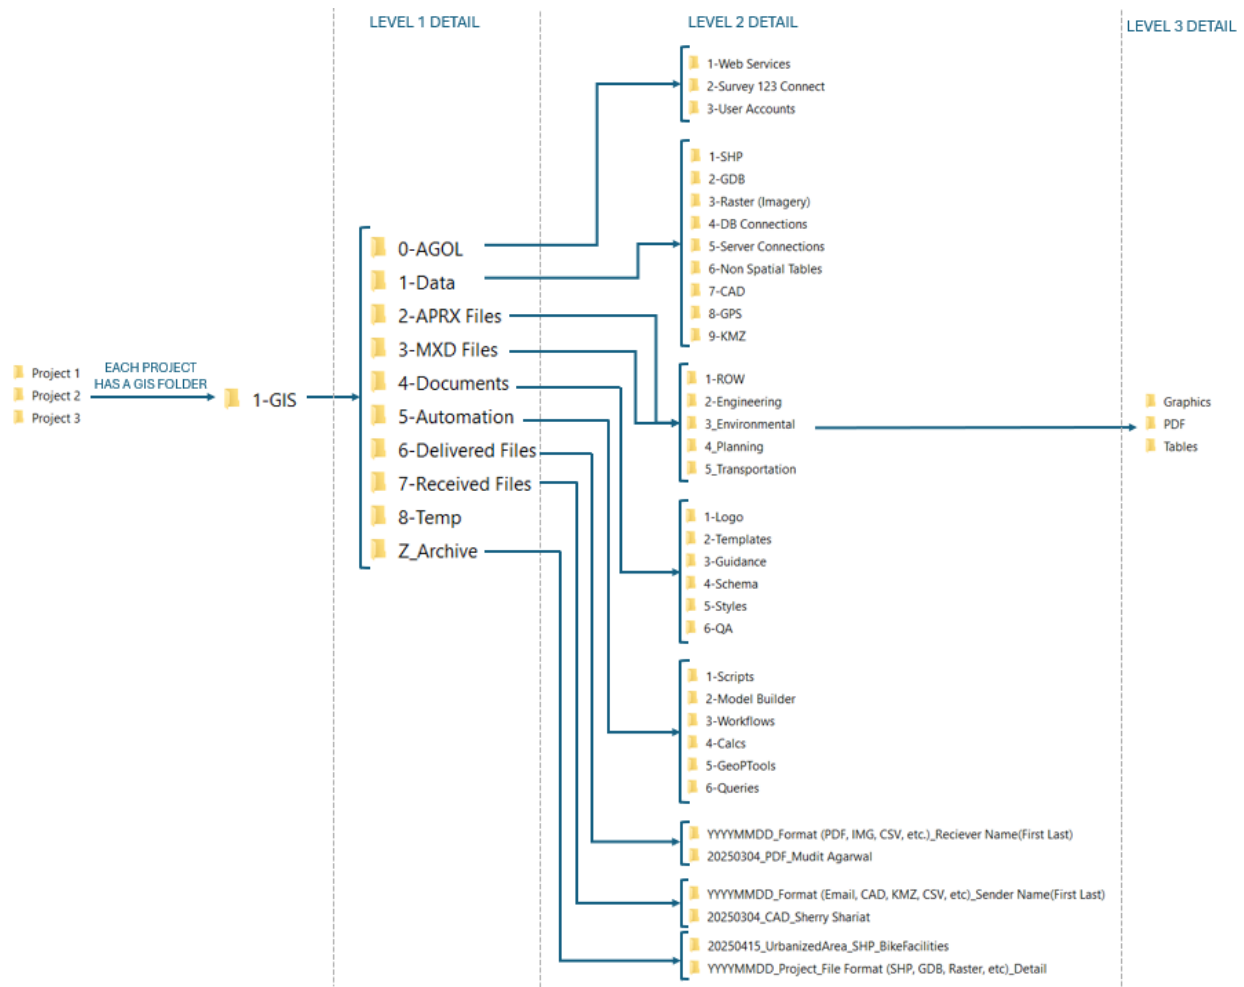 LEVEL 1 DETAIL
LEVEL 2 DETAIL
LEVEL 3 DETAIL
Project 1
Project 2
Project 3
EACH PROJECT
HAS A GIS FOLDER
1-GIS
0-AGOL
1-Data
2-APRX Files
3-MXD Files
4-Documents
5-Automation
6-Delivered Files
7-Received Files
8-Temp
Z_Archive
1-Web Services
2-Survey 123 Connect
3-User Accounts
1-SHP
2-GDB
3-Raster (Imagery)
4-DB Connections
5-Server Connections
6-Non Spatial Tables
7-CAD
8-GPS
9-KMZ
1-ROW
2-Engineering
3_Environmental
4_Planning
5_Transportation
1-Logo
2-Templates
3-Guidance
4-Schema
5-Styles
6-QA
1-Scripts
2-Model Builder
3-Workflows
4-Calcs
5-GeoPTools
6-Queries
YYYYMMDD_Format (PDF, IMG, CSV, etc.)_Reciever Name(First Last)
20250304_PDF_Mudit Agarwal
YYYYMMDD_Format (Email, CAD, KMZ, CSV, etc)_Sender Name(First Last)
20250304_CAD_Sherry Shariat
20250415_UrbanizedArea_SHP_BikeFacilities
YYYYMMDD_Project_File Format (SHP, GDB, Raster, etc)_Detail
Graphics
PDF
Tables